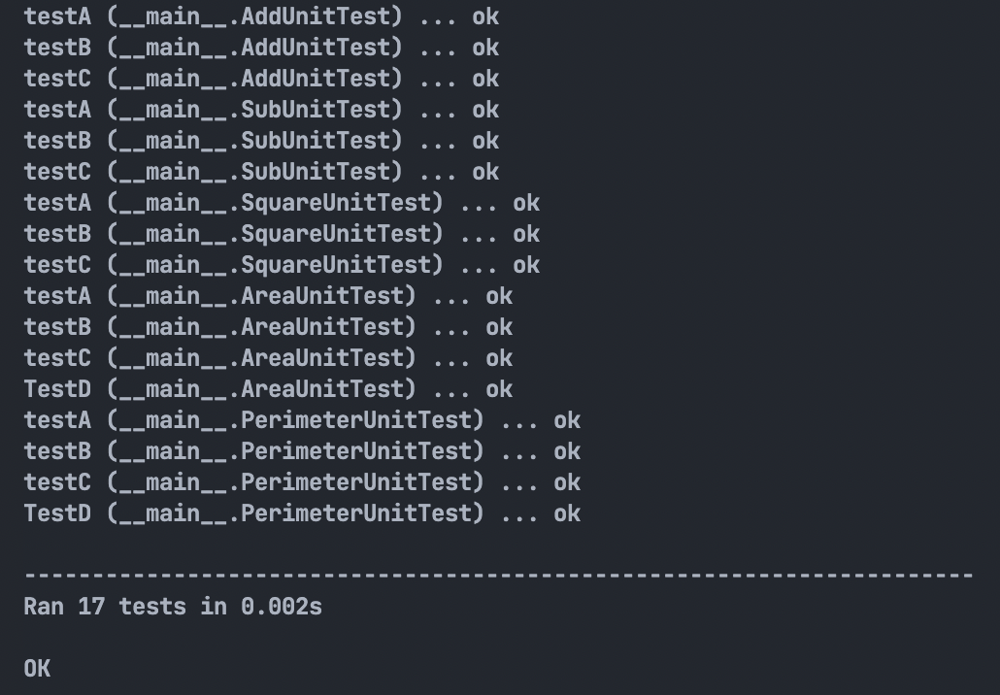 testA (__main__.AddUnitTest) ... ok
testB (__main__.AddUnitTest) ... ok
testC (__main__.AddUnitTest) ... ok
testA (__main__.SubUnitTest) ... ok
testB (__main__.SubUnitTest) ... ok
testC (__main__.SubUnitTest) ... ok
testA (__main__.SquareUnitTest) ... ok
testB (__main__.SquareUnitTest) ... ok
testC (__main__.SquareUnitTest) ... ok
testA (__main__.AreaUnitTest) ... ok
testB (__main__.AreaUnitTest) ... ok
testC (__main__.AreaUnitTest) ... ok
TestD (__main__.AreaUnitTest) ... ok
testA (__main__.PerimeterUnitTest) ... ok
testB (__main__.PerimeterUnitTest) ... ok
testC (__main__.PerimeterUnitTest) ... ok
TestD (__main__.PerimeterUnitTest) ... ok
----------------------------------------------------------------------
Ran 17 tests in 0.002s
OK